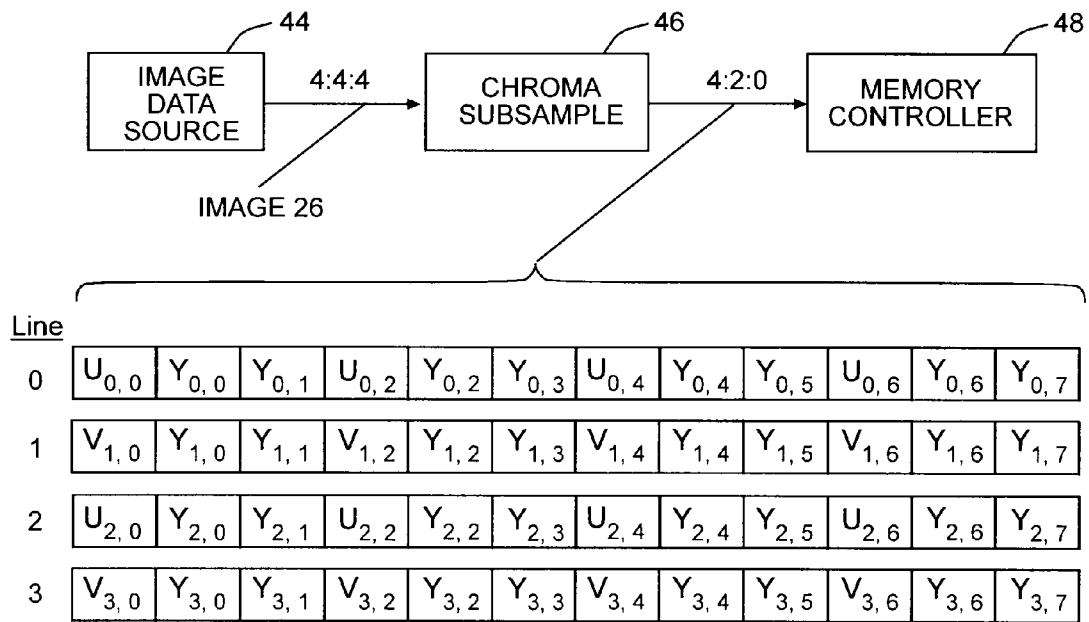 44
46
48
IMAGE DATA SOURCE
4:4:4
CHROMA SUBSAMPLE
4:2:0
MEMORY CONTROLLER
IMAGE 26
Line
0 U0, 0 Y0, 0 Y0, 1 U0, 2 Y0, 2 Y0, 3 U0, 4 Y0, 4 Y0, 5 U0, 6 Y0, 6 Y0, 7
1 V1, 0 Y1, 0 Y1, 1 V1, 2 Y1, 2 Y1, 3 V1, 4 Y1, 4 Y1, 5 V1, 6 Y1, 6 Y1, 7
2 U2, 0 Y2, 0 Y2, 1 U2, 2 Y2, 2 Y2, 3 U2, 4 Y2, 4 Y2, 5 U2, 6 Y2, 6 Y2, 7
3 V3, 0 Y3, 0 Y3, 1 V3, 2 Y3, 2 Y3, 3 V3, 4 Y3, 4 Y3, 5 V3, 6 Y3, 6 Y3, 7